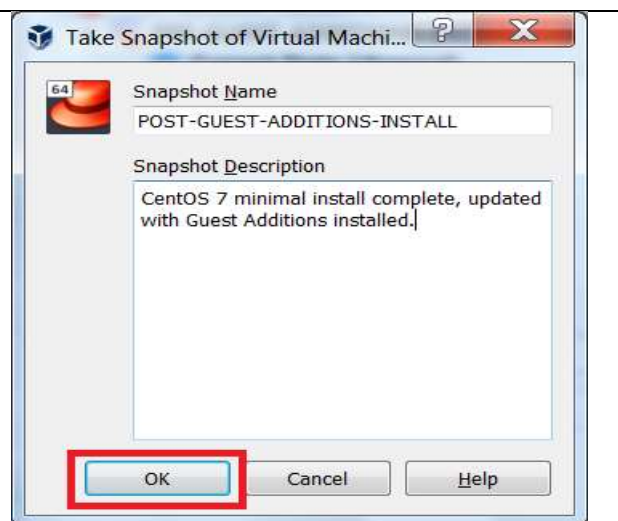 Take Snapshot of Virtual Machi...
64
Snapshot Name
POST-GUEST-ADDITIONS-INSTALL
Snapshot Description
CentOS 7 minimal install complete, updated
with Guest Additions installed.
OK Cancel Help